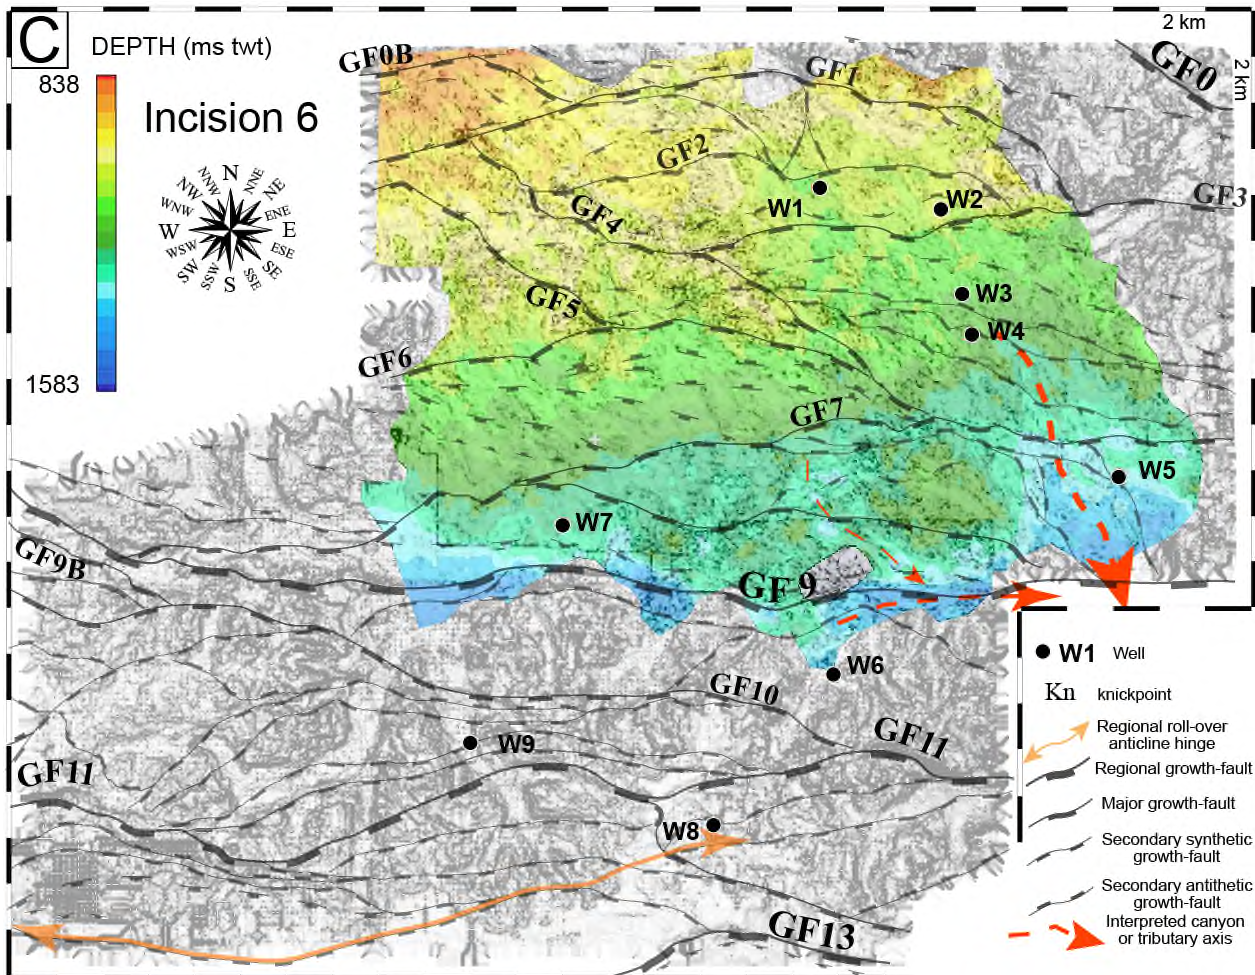 C
DEPTH (ms twt)
838
1583
Incision 6
N
NNE
NE
ENE
E
ESE
SE
SSE
S
SSW
SW
WSW
W
WNW
NW
NNW
2 km
2 km
GF0B
GF1
GF0
GF2
GF3
W1
W2
GF4
GF5
W3
W4
GF6
GF7
W5
W7
GF9B
GF9
W6
GF10
GF11
W9
GF11
W8
GF13
W1 Well
Kn knickpoint
Regional roll-over
anticline hinge
Regional growth-fault
Major growth-fault
Secondary synthetic
growth-fault
Secondary antithetic
growth-fault
Interpreted canyon
or tributary axis